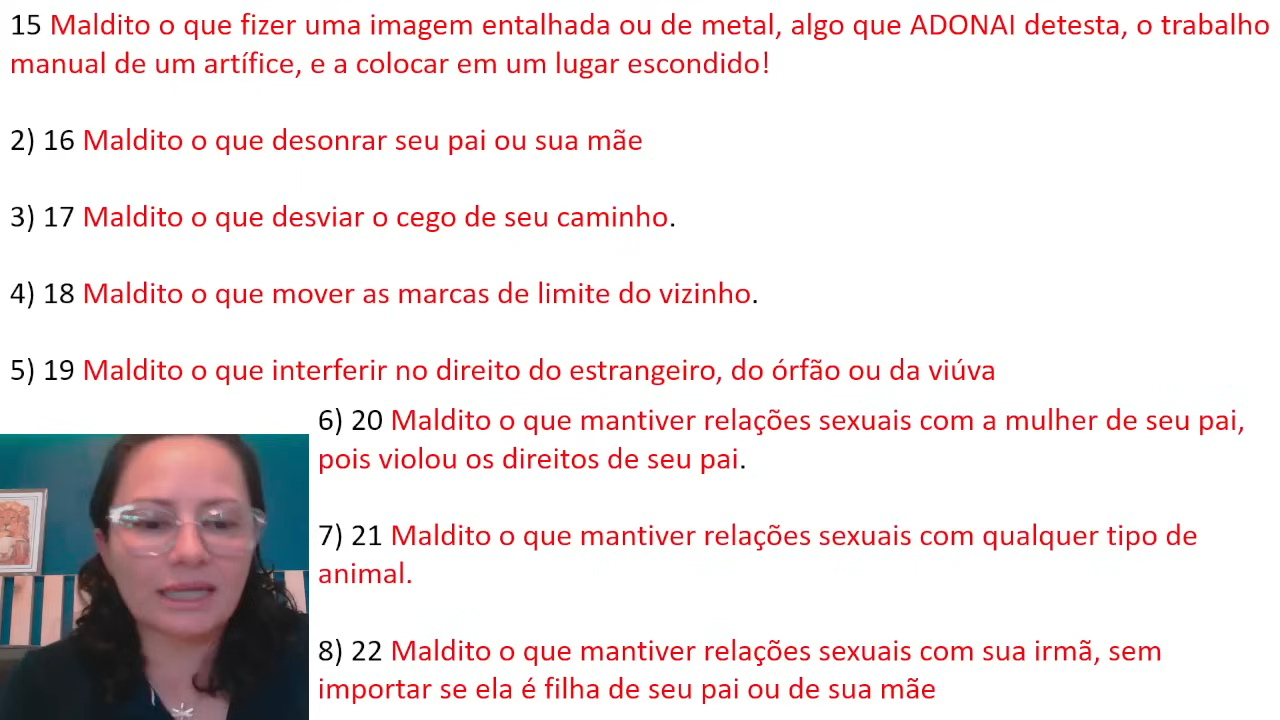 15 Maldito o que fizer uma imagem entalhada ou de metal, algo que ADONAI detesta, o trabalho
manual de um artífice, e a colocar em um lugar escondido!
2) 16 Maldito o que desonrar seu pai ou sua mãe
3) 17 Maldito o que desviar o cego de seu caminho.
4) 18 Maldito o que mover as marcas de limite do vizinho.
5) 19 Maldito o que interferir no direito do estrangeiro, do órfão ou da viúva
6) 20 Maldito o que mantiver relações sexuais com a mulher de seu pai,
pois violou os direitos de seu pai.
7) 21 Maldito o que mantiver relações sexuais com qualquer tipo de
animal.
8) 22 Maldito o que mantiver relações sexuais com sua irmã, sem
importar se ela é filha de seu pai ou de sua mãe